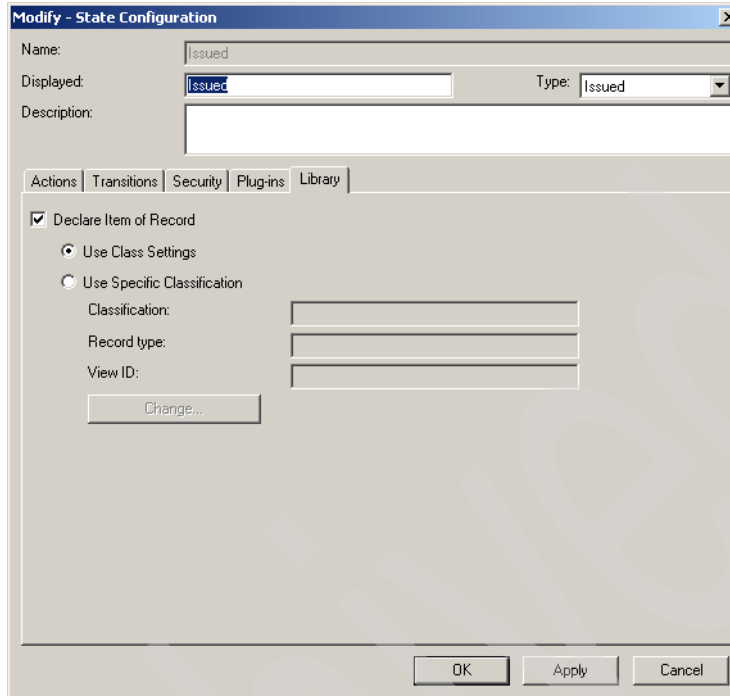 Modify - State Configuration
Name: Issued
Displayed: Issued Type: Issued
Description:
Actions Transitions Security Plug-ins Library
Declare Item of Record
Use Class Settings
Use Specific Classification
Classification:
Record type:
View ID:
Change...
OK Apply Cancel